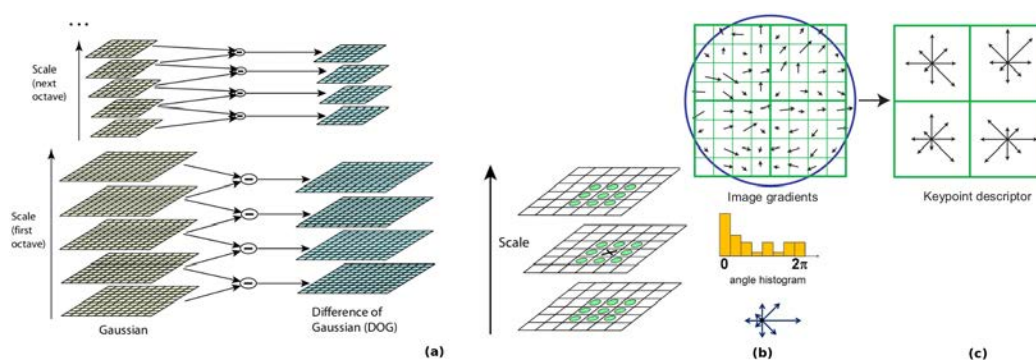 ...
Scale
(next
octave)
Scale
(first
octave)
Gaussian
Difference of
Gaussian (DOG)
(a)
Scale
Image gradients
0 2π
angle histogram
(b)
Keypoint descriptor
(c)